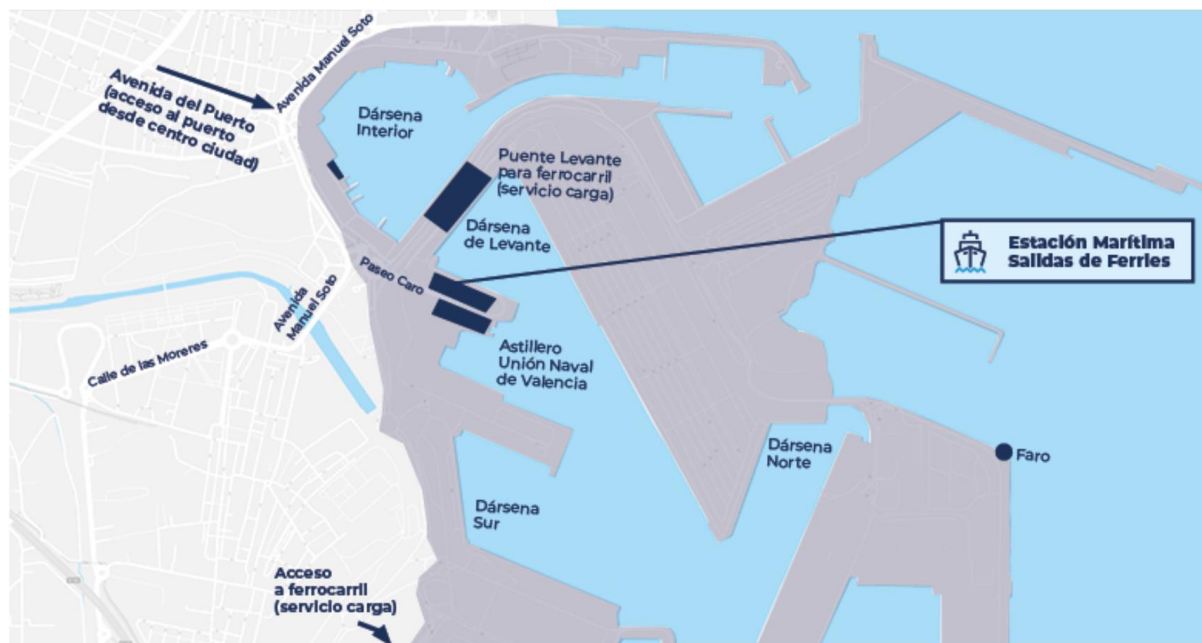 Avenida Manuel Soto
Avenida del Puerto
(acceso al puerto
desde centro ciudad)
Dársena
Interior
Puente Levante
para ferrocarril
(servicio carga)
Dársena
de Levante
Estación Marítima
Salidas de Ferries
Paseo Caro
Avenida
Manuel Soto
Calle de las Moreres
Astillero
Unión Naval
de Valencia
Dársena
Norte
Faro
Dársena
Sur
Acceso
a ferrocarril
(servicio carga)